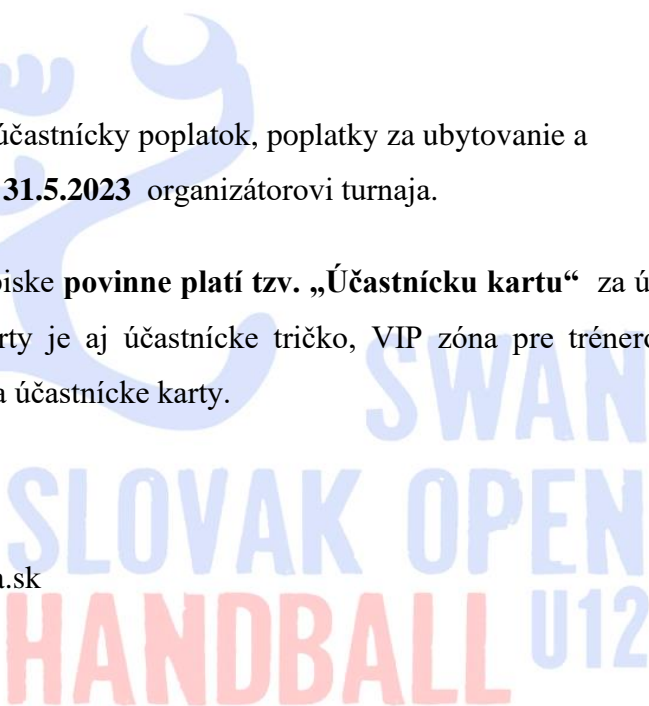 účastnícky poplatok, poplatky za ubytovanie a
31.5.2023 organizátorovi turnaja.
piske povinne platí tzv. „Účastnícku kartu“ za ú
rty je aj účastnícke tričko, VIP zóna pre tréner
a účastnícke karty.
SWAN
SLOVAK OPEN
a.sk
HANDBALL U12